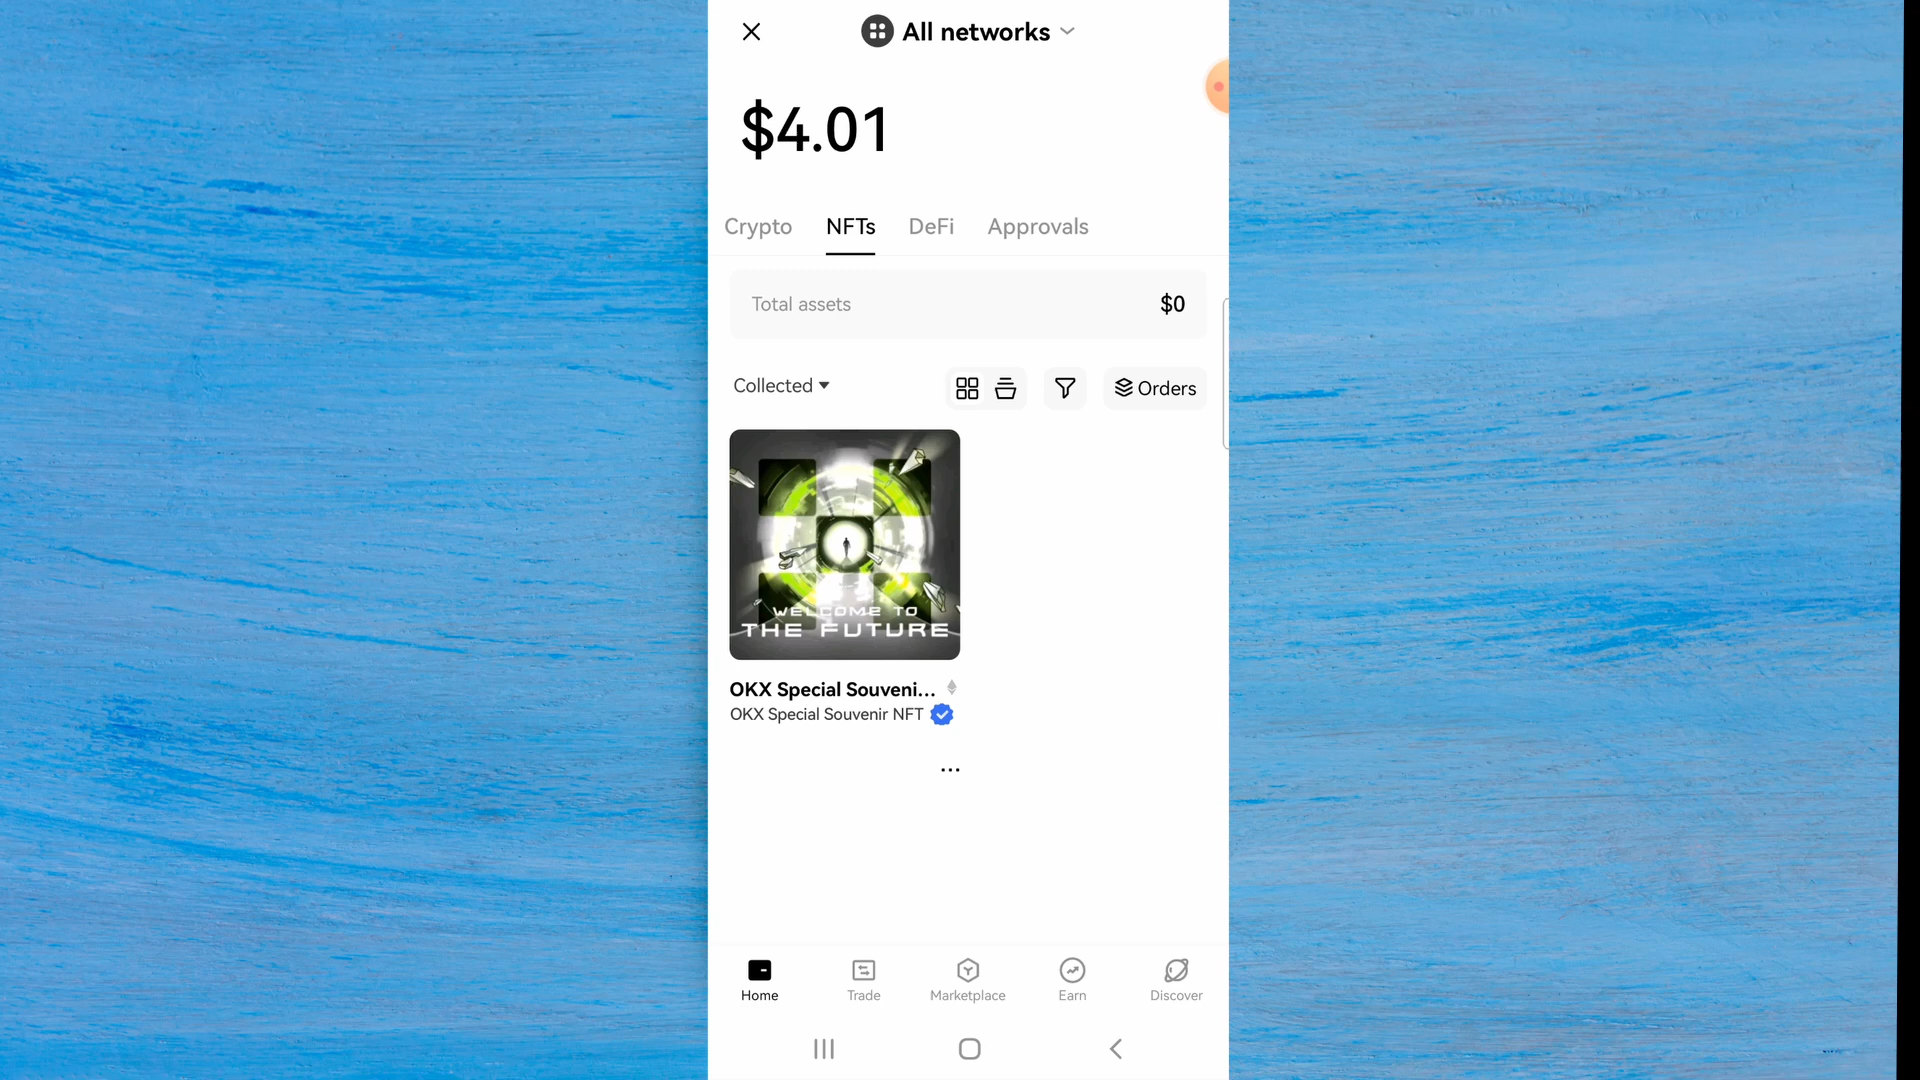 All networks
$4.01
Crypto NFTs DeFi Approvals
Total assets $0
Collected Orders
WELCOME TO
THE FUTURE
OKX Special Souveni...
OKX Special Souvenir NFT
...
Home Trade Marketplace Earn Discover